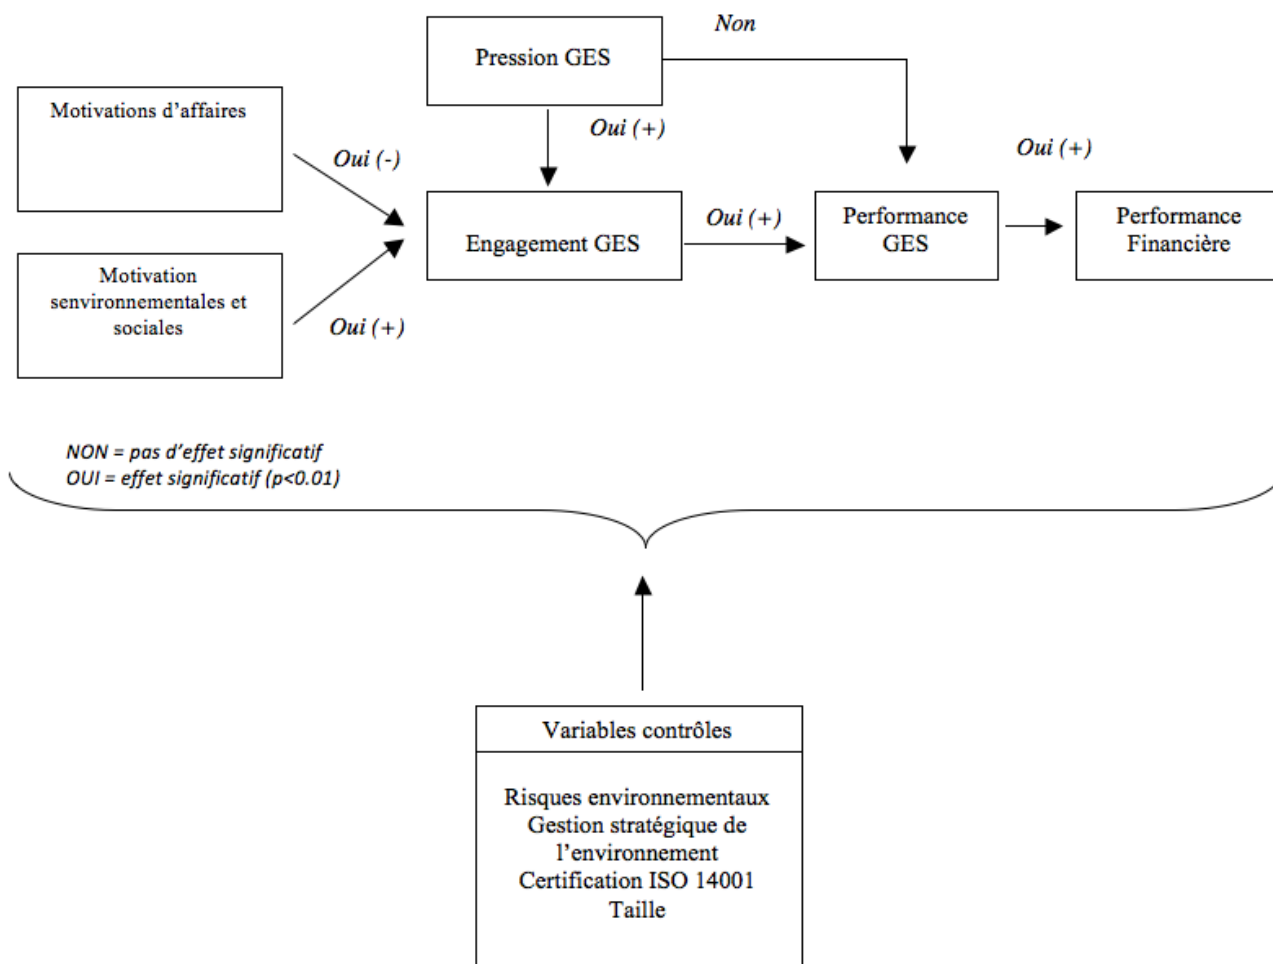 Non
Pression GES
Motivations d'affaires
Oui (+)
Oui (-)
Oui (+)
Engagement GES
Oui (+)
Performance
GES
Performance
Financière
Motivation
senvironnementales et
sociales
Oui (+)
NON = pas d'effet significatif
OUI = effet significatif (p<0.01)
Variables contrôles
Risques environnementaux
Gestion stratégique de
l'environnement
Certification ISO 14001
Taille